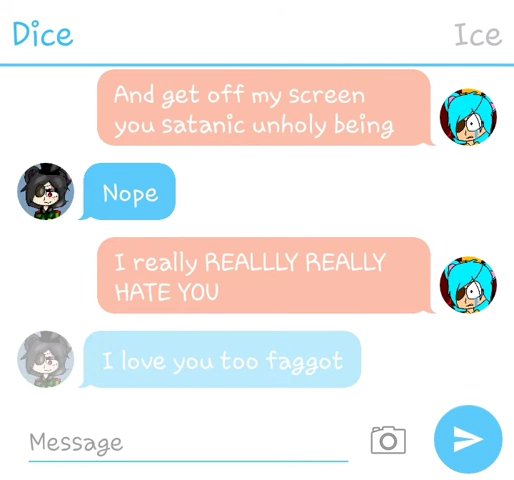 Dice
Ice
And get off my screen
you satanic unholy being
Nope
I really REALLLY REALLY
HATE YOU
I love you too faggot
Message